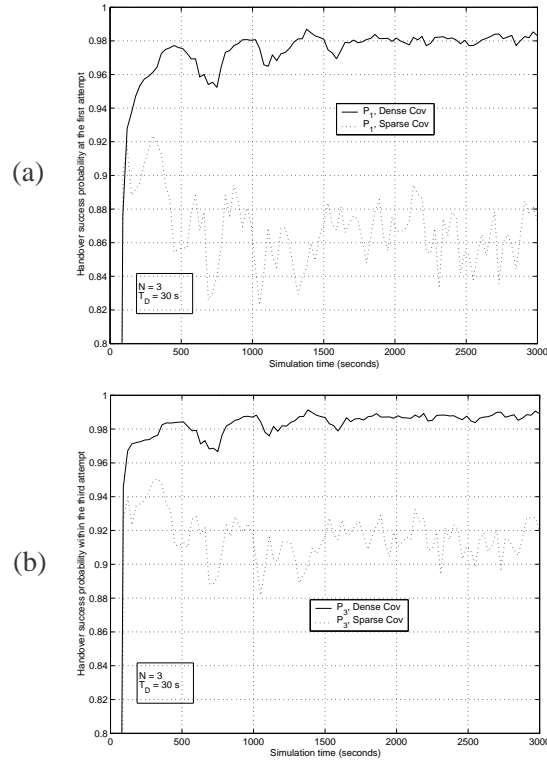 (a)
Handover success probability at the first attempt
1
0.98
0.96
0.94
0.92
0.9
0.88
0.86
0.84
0.82
0.8
P1, Dense Cov
P1, Sparse Cov
N = 3
TD = 30 s
0 500 1000 1500 2000 2500 3000
Simulation time (seconds)
(b)
Handover success probability within the third attempt
1
0.98
0.96
0.94
0.92
0.9
0.88
0.86
0.84
0.82
0.8
P3, Dense Cov
P3, Sparse Cov
N = 3
TD = 30 s
0 500 1000 1500 2000 2500 3000
Simulation time (seconds)